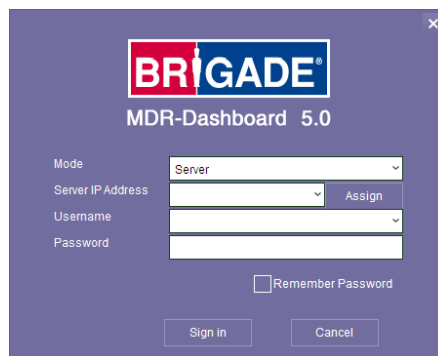 BRIGADE®
MDR-Dashboard 5.0
Mode Server
Server IP Address Assign
Username
Password
Remember Password
Sign in Cancel